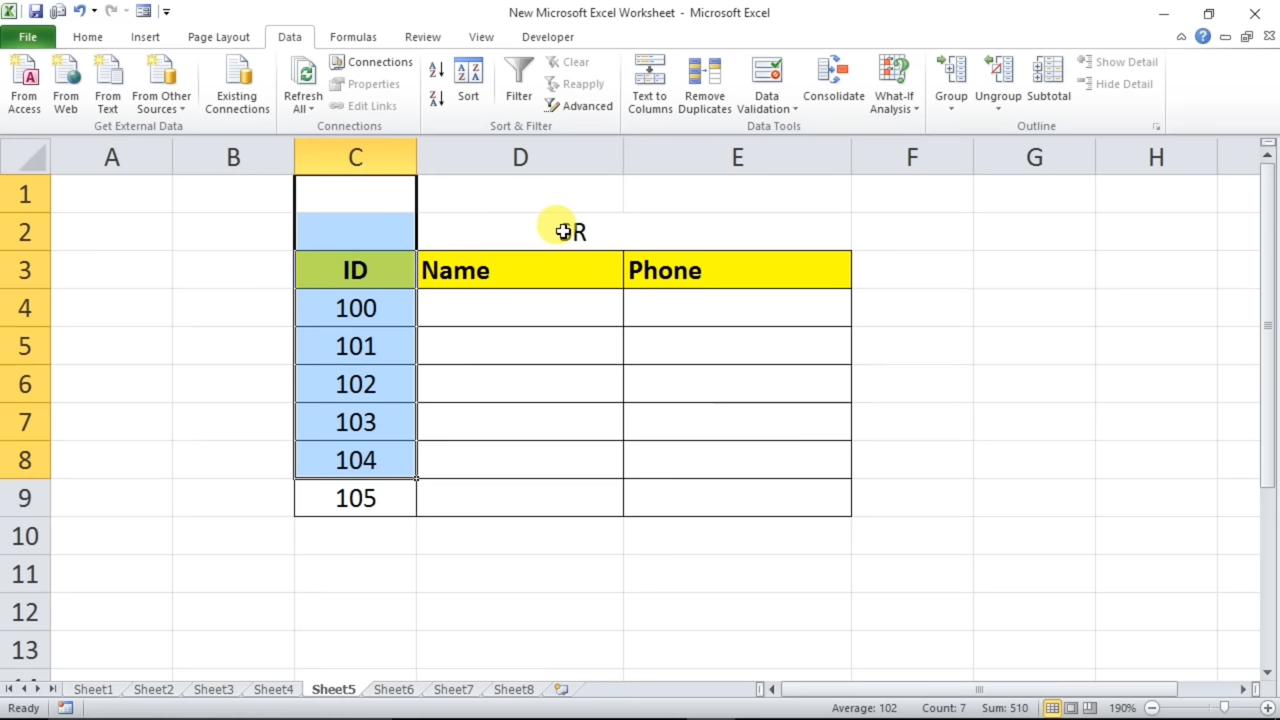 New Microsoft Excel Worksheet - Microsoft Excel
File Home Insert Page Layout Data Formulas Review View Developer
From Access
From Web
From Text
From Other Sources
Existing Connections
Get External Data
Refresh All
Connections
Properties
Edit Links
Connections
A Z
Z A
Sort
Filter
Clear
Reapply
Advanced
Sort & Filter
Text to Columns
Remove Duplicates
Data Validation
Consolidate
What-If Analysis
Data Tools
Group
Ungroup
Subtotal
Show Detail
Hide Detail
Outline
A B C D E F G H
1
2
3 ID Name Phone
4 100
5 101
6 102
7 103
8 104
9 105
10
11
12
13
Sheet1 Sheet2 Sheet3 Sheet4 Sheet5 Sheet6 Sheet7 Sheet8
Ready Average: 102 Count: 7 Sum: 510 190%